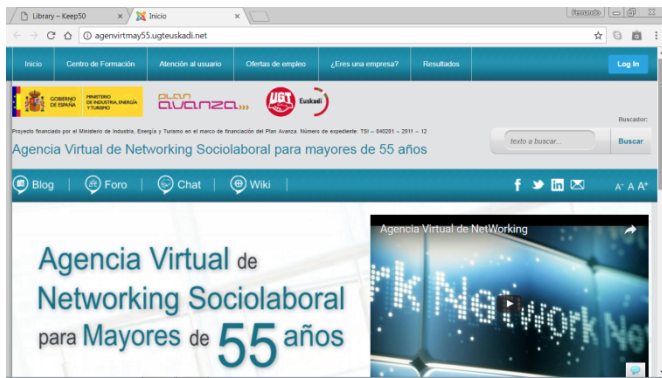 Library – Keep50
Inicio
Fernando
agenvirtmay55.ugteuskadi.net
Inicio
Centro de Formación
Atención al usuario
Ofertas de empleo
¿Eres una empresa?
Resultados
Log In
GOBIERNO DE ESPAÑA
MINISTERIO DE INDUSTRIA, ENERGÍA Y TURISMO
PLAN avanza...
UGT Euskadi
Buscador:
Proyecto financiado por el Ministerio de Industria, Energía y Turismo en el marco de financiación del Plan Avanza. Número de expediente: TSI – 040201 – 2011 – 12
Agencia Virtual de Networking Sociolaboral para mayores de 55 años
texto a buscar...
Buscar
Blog
Foro
Chat
Wiki
A- A A+
Agencia Virtual de
Networking Sociolaboral
para Mayores de 55 años
Agencia Virtual de NetWorking
Network